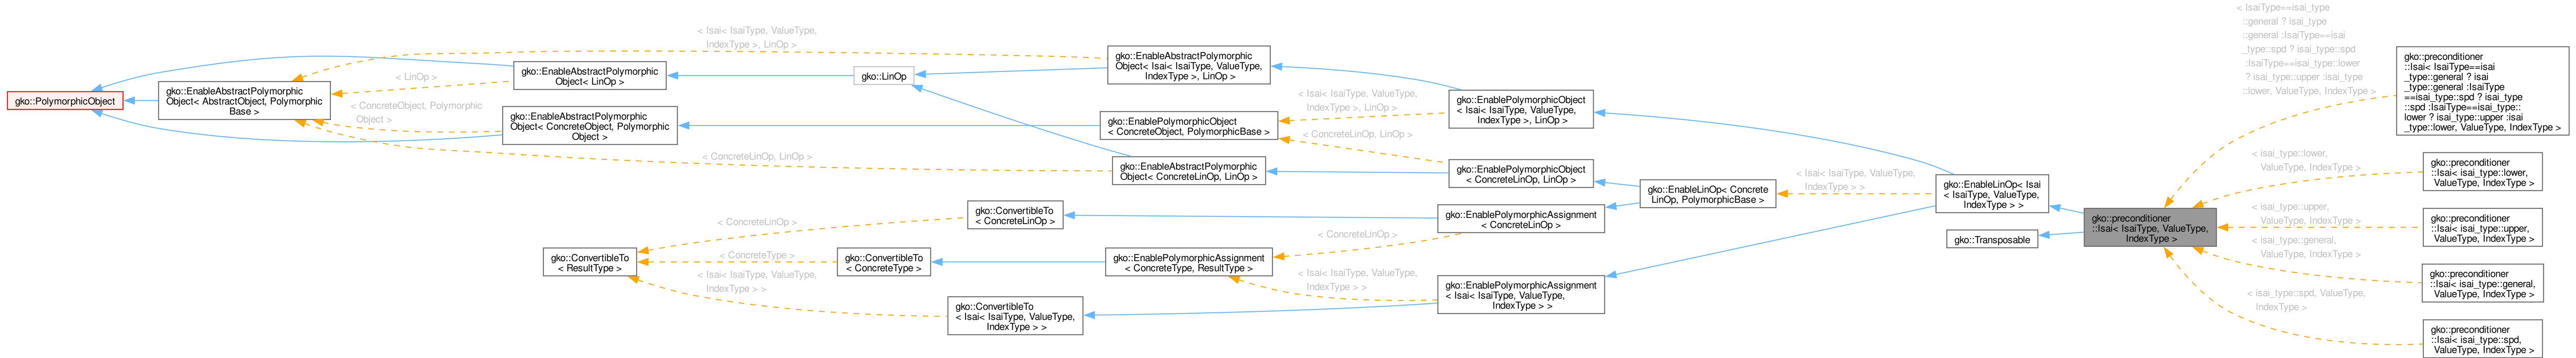 gko::PolymorphicObject
gko::EnableAbstractPolymorphic
Object< AbstractObject, Polymorphic
Base >
< Isai< IsaiType, ValueType,
IndexType >, LinOp >
< LinOp >
< ConcreteObject, Polymorphic
Object >
< ConcreteLinOp, LinOp >
gko::EnableAbstractPolymorphic
Object< LinOp >
gko::EnableAbstractPolymorphic
Object< ConcreteObject, Polymorphic
Object >
gko::ConvertibleTo
< ResultType >
< ConcreteLinOp >
< ConcreteType >
< Isai< IsaiType, ValueType,
IndexType > >
gko::LinOp
gko::ConvertibleTo
< ConcreteLinOp >
gko::ConvertibleTo
< ConcreteType >
gko::ConvertibleTo
< Isai< IsaiType, ValueType,
IndexType > >
gko::EnableAbstractPolymorphic
Object< Isai< IsaiType, ValueType,
IndexType >, LinOp >
gko::EnablePolymorphicObject
< ConcreteObject, PolymorphicBase >
gko::EnableAbstractPolymorphic
Object< ConcreteLinOp, LinOp >
gko::EnablePolymorphicAssignment
< ConcreteType, ResultType >
< Isai< IsaiType, ValueType,
IndexType >, LinOp >
< ConcreteLinOp, LinOp >
< ConcreteLinOp >
< Isai< IsaiType, ValueType,
IndexType > >
gko::EnablePolymorphicObject
< Isai< IsaiType, ValueType,
IndexType >, LinOp >
gko::EnablePolymorphicObject
< ConcreteLinOp, LinOp >
gko::EnablePolymorphicAssignment
< ConcreteLinOp >
gko::EnablePolymorphicAssignment
< Isai< IsaiType, ValueType,
IndexType > >
gko::EnableLinOp< Concrete
LinOp, PolymorphicBase >
< Isai< IsaiType, ValueType,
IndexType > >
gko::EnableLinOp< Isai
< IsaiType, ValueType,
IndexType > >
gko::Transposable
gko::preconditioner
::Isai< IsaiType, ValueType,
IndexType >
< IsaiType==isai_type
::general ? isai_type
::general :IsaiType==isai
_type::spd ? isai_type::spd
:IsaiType==isai_type::lower
? isai_type::upper :isai_type
::lower, ValueType, IndexType >
< isai_type::lower,
ValueType, IndexType >
< isai_type::upper,
ValueType, IndexType >
< isai_type::general,
ValueType, IndexType >
< isai_type::spd, ValueType,
IndexType >
gko::preconditioner
::Isai< IsaiType==isai
_type::general ? isai
_type::general :IsaiType
==isai_type::spd ? isai_type
::spd :IsaiType==isai_type::
lower ? isai_type::upper :isai
_type::lower, ValueType, IndexType >
gko::preconditioner
::Isai< isai_type::lower,
ValueType, IndexType >
gko::preconditioner
::Isai< isai_type::upper,
ValueType, IndexType >
gko::preconditioner
::Isai< isai_type::general,
ValueType, IndexType >
gko::preconditioner
::Isai< isai_type::spd,
ValueType, IndexType >